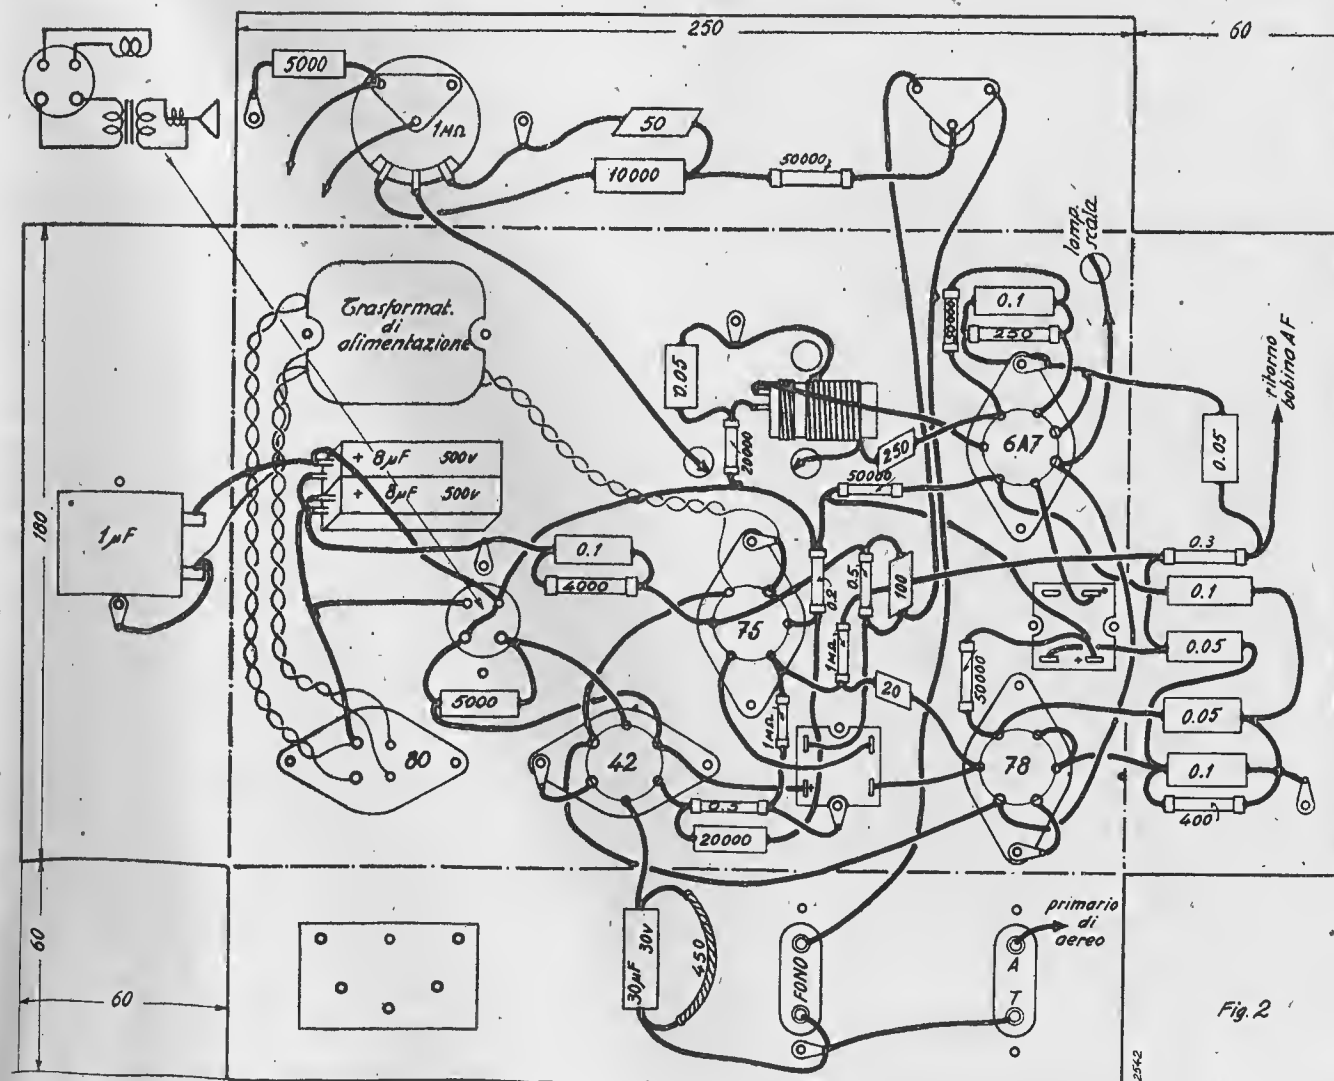 250
60
5000
1MΩ
50
10000
50000
lamp.
scala
Trasformat.
di
alimentazione
0.1
50000
250
ritorno
bobina AF
0.05
20000
250
6A7
0.05
+ 8µF 500v
+ 8µF 500v
50000
180
1µF
0.1
4000
0.2
0.5
100
0.3
0.1
75
1MΩ
+
0.05
5000
20
50000
0.05
1MΩ
80
42
+
78
0.1
0.5
20000
400
60
30µF 30v
450
FONO
A
T
primario
di
aereo
60
Fig. 2
2542